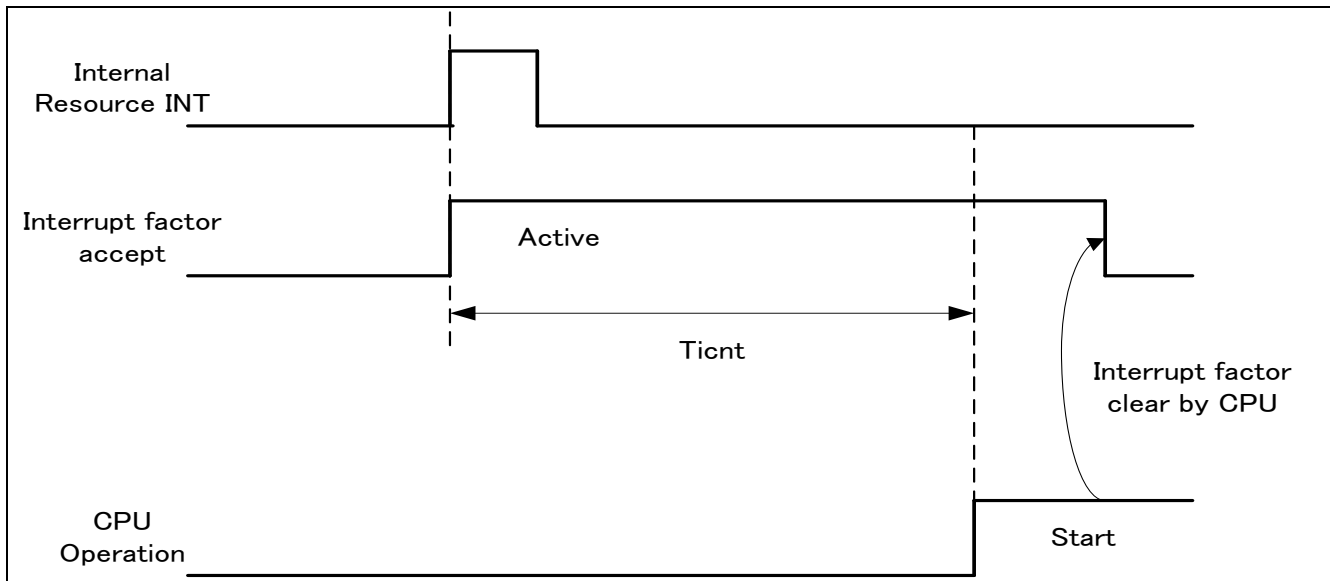 Internal
Resource INT
Interrupt factor
accept
Active
Ticnt
Interrupt factor
clear by CPU
CPU
Operation
Start